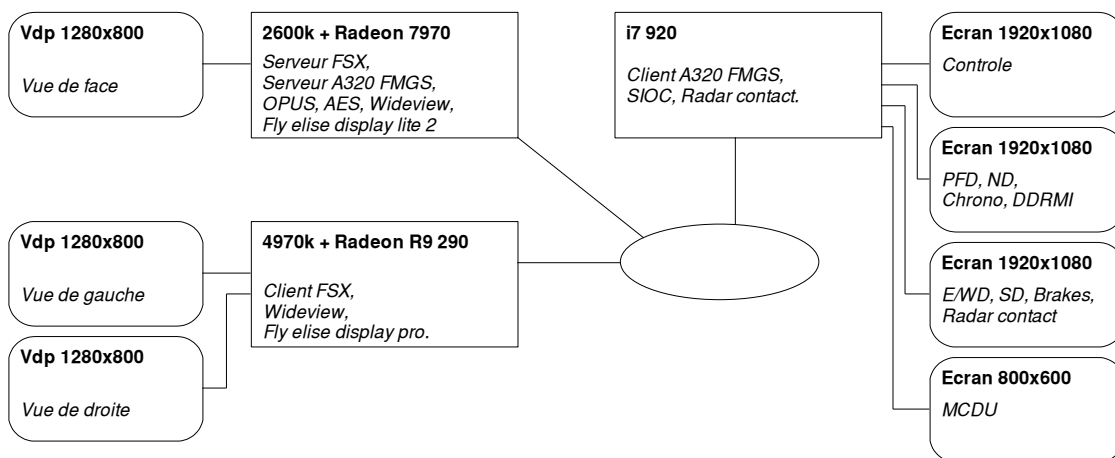 Vdp 1280x800
Vue de face
2600k + Radeon 7970
Serveur FSX,
Serveur A320 FMGS,
OPUS, AES, Wideview,
Fly elise display lite 2
i7 920
Client A320 FMGS,
SIOC, Radar contact.
Ecran 1920x1080
Controle
Ecran 1920x1080
PFD, ND,
Chrono, DDRMI
Vdp 1280x800
Vue de gauche
4970k + Radeon R9 290
Client FSX,
Wideview,
Fly elise display pro.
Ecran 1920x1080
E/WD, SD, Brakes,
Radar contact
Vdp 1280x800
Vue de droite
Ecran 800x600
MCDU